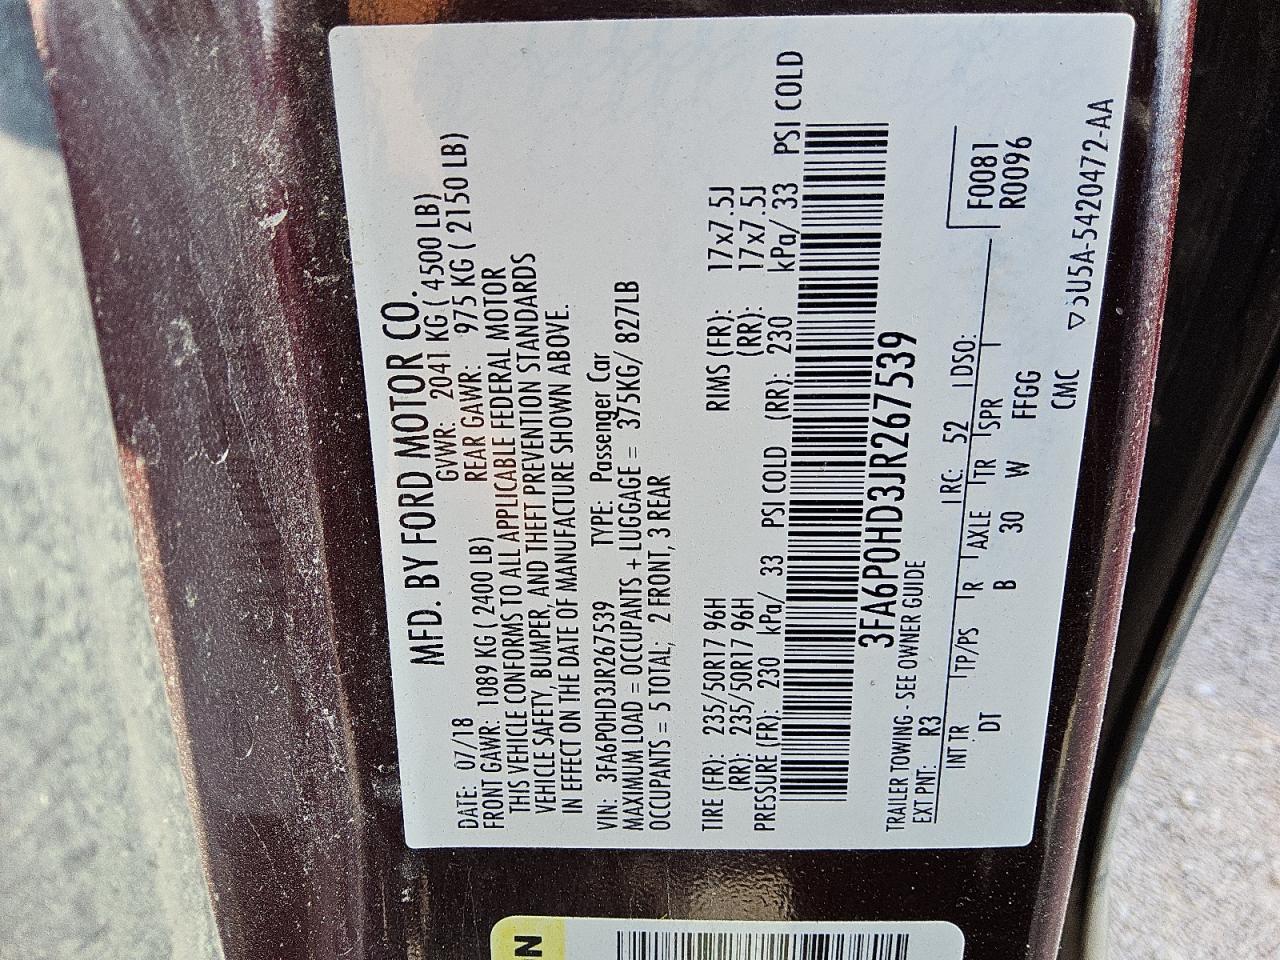 MFD. BY FORD MOTOR CO.
DATE: 07/18 GVWR: 2041 KG ( 4500 LB)
FRONT GAWR: 1089 KG ( 2400 LB) REAR GAWR: 975 KG ( 2150 LB)
THIS VEHICLE CONFORMS TO ALL APPLICABLE FEDERAL MOTOR
VEHICLE SAFETY, BUMPER, AND THEFT PREVENTION STANDARDS
IN EFFECT ON THE DATE OF MANUFACTURE SHOWN ABOVE.
VIN: 3FA6P0HD3JR267539 TYPE: Passenger Car
MAXIMUM LOAD = OCCUPANTS + LUGGAGE = 375KG/ 827LB
OCCUPANTS = 5 TOTAL; 2 FRONT, 3 REAR
TIRE (FR): 235/50R17 96H RIMS (FR): 17x7.5J
(RR): 235/50R17 96H (RR): 17x7.5J
PRESSURE (FR): 230 kPa/ 33 PSI COLD (RR): 230 kPa/ 33 PSI COLD
3FA6P0HD3JR267539
TRAILER TOWING - SEE OWNER GUIDE
EXT PNT: R3 RC: 52 DSO:
F0081
INT TR TP/PS R AXLE TR SPR
R0096
DT B 30 W FFGG
CMC 5U5A-5420472-AA